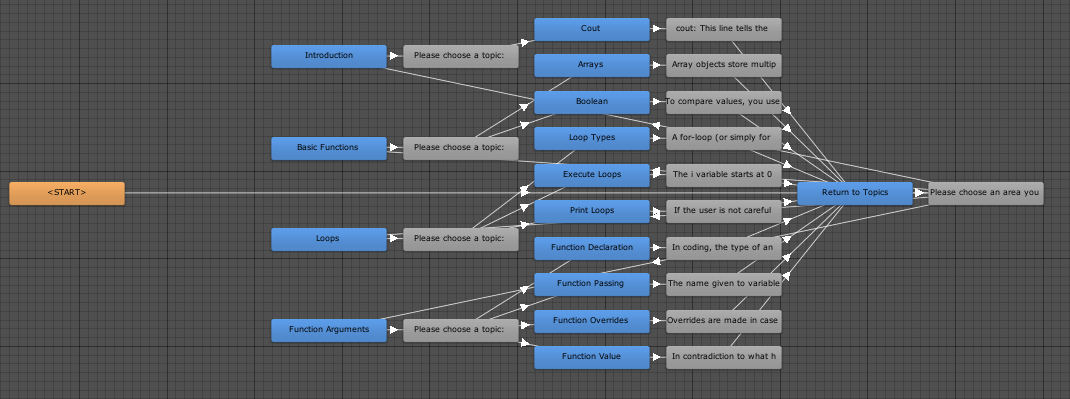 Cout
cout: This line tells the
Introduction
Please choose a topic:
Arrays
Array objects store multip
Boolean
To compare values, you use
Loop Types
A for-loop (or simply for
Basic Functions
Please choose a topic:
Execute Loops
The i variable starts at 0
<START>
Return to Topics
Please choose an area you
Print Loops
If the user is not careful
Loops
Please choose a topic:
Function Declaration
In coding, the type of an
Function Passing
The name given to variable
Function Overrides
Overrides are made in case
Function Arguments
Please choose a topic:
Function Value
In contradiction to what h